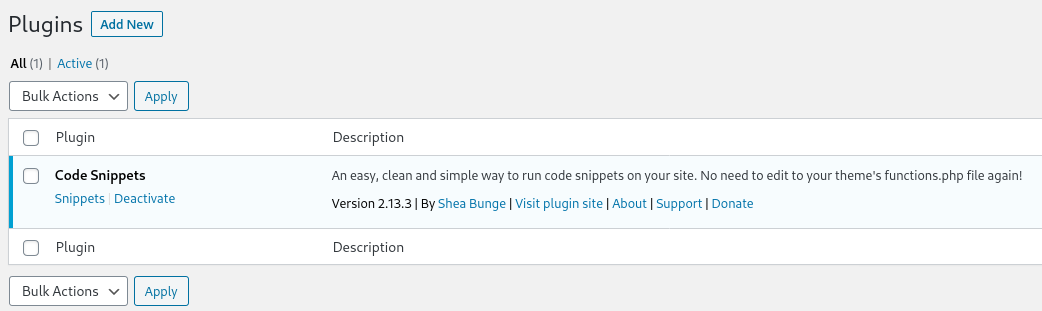 Plugins Add New
All (1) | Active (1)
Bulk Actions Apply
Plugin Description
Code Snippets An easy, clean and simple way to run code snippets on your site. No need to edit to your theme's functions.php file again!
Snippets | Deactivate Version 2.13.3 | By Shea Bunge | Visit plugin site | About | Support | Donate
Plugin Description
Bulk Actions Apply